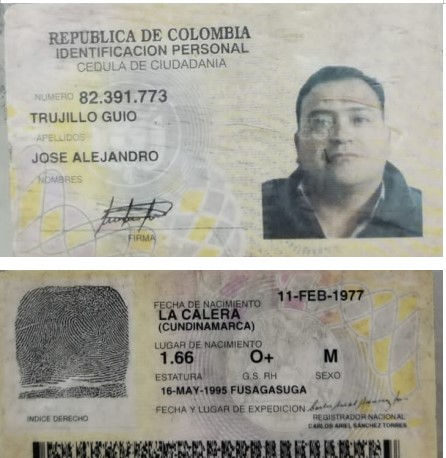 REPUBLICA DE COLOMBIA
IDENTIFICACION PERSONAL
CEDULA DE CIUDADANIA
NUMERO 82.391.773
TRUJILLO GUIO
APELLIDOS
JOSE ALEJANDRO
NOMBRES
FIRMA
FECHA DE NACIMIENTO 11-FEB-1977
LA CALERA
(CUNDINAMARCA)
LUGAR DE NACIMIENTO
1.66 O+ M
ESTATURA G.S. RH SEXO
16-MAY-1995 FUSAGASUGA
FECHA Y LUGAR DE EXPEDICION
INDICE DERECHO
REGISTRADOR NACIONAL
CARLOS ARIEL SÁNCHEZ TORRES